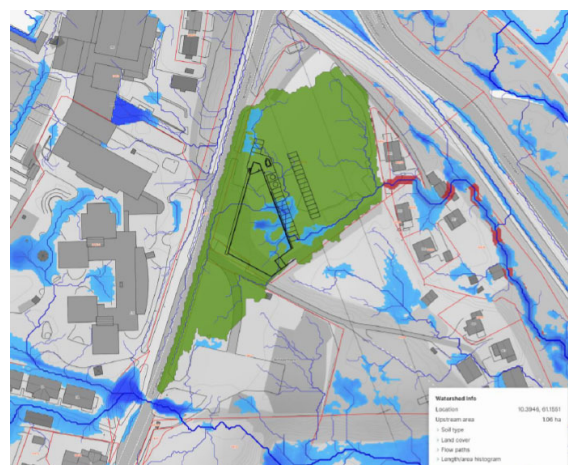 Watershed info
Location 10.3948, 61.1551
Upstream area 1.06 ha
> Soil type
> Land cover
> Flow paths
> Length/area histogram